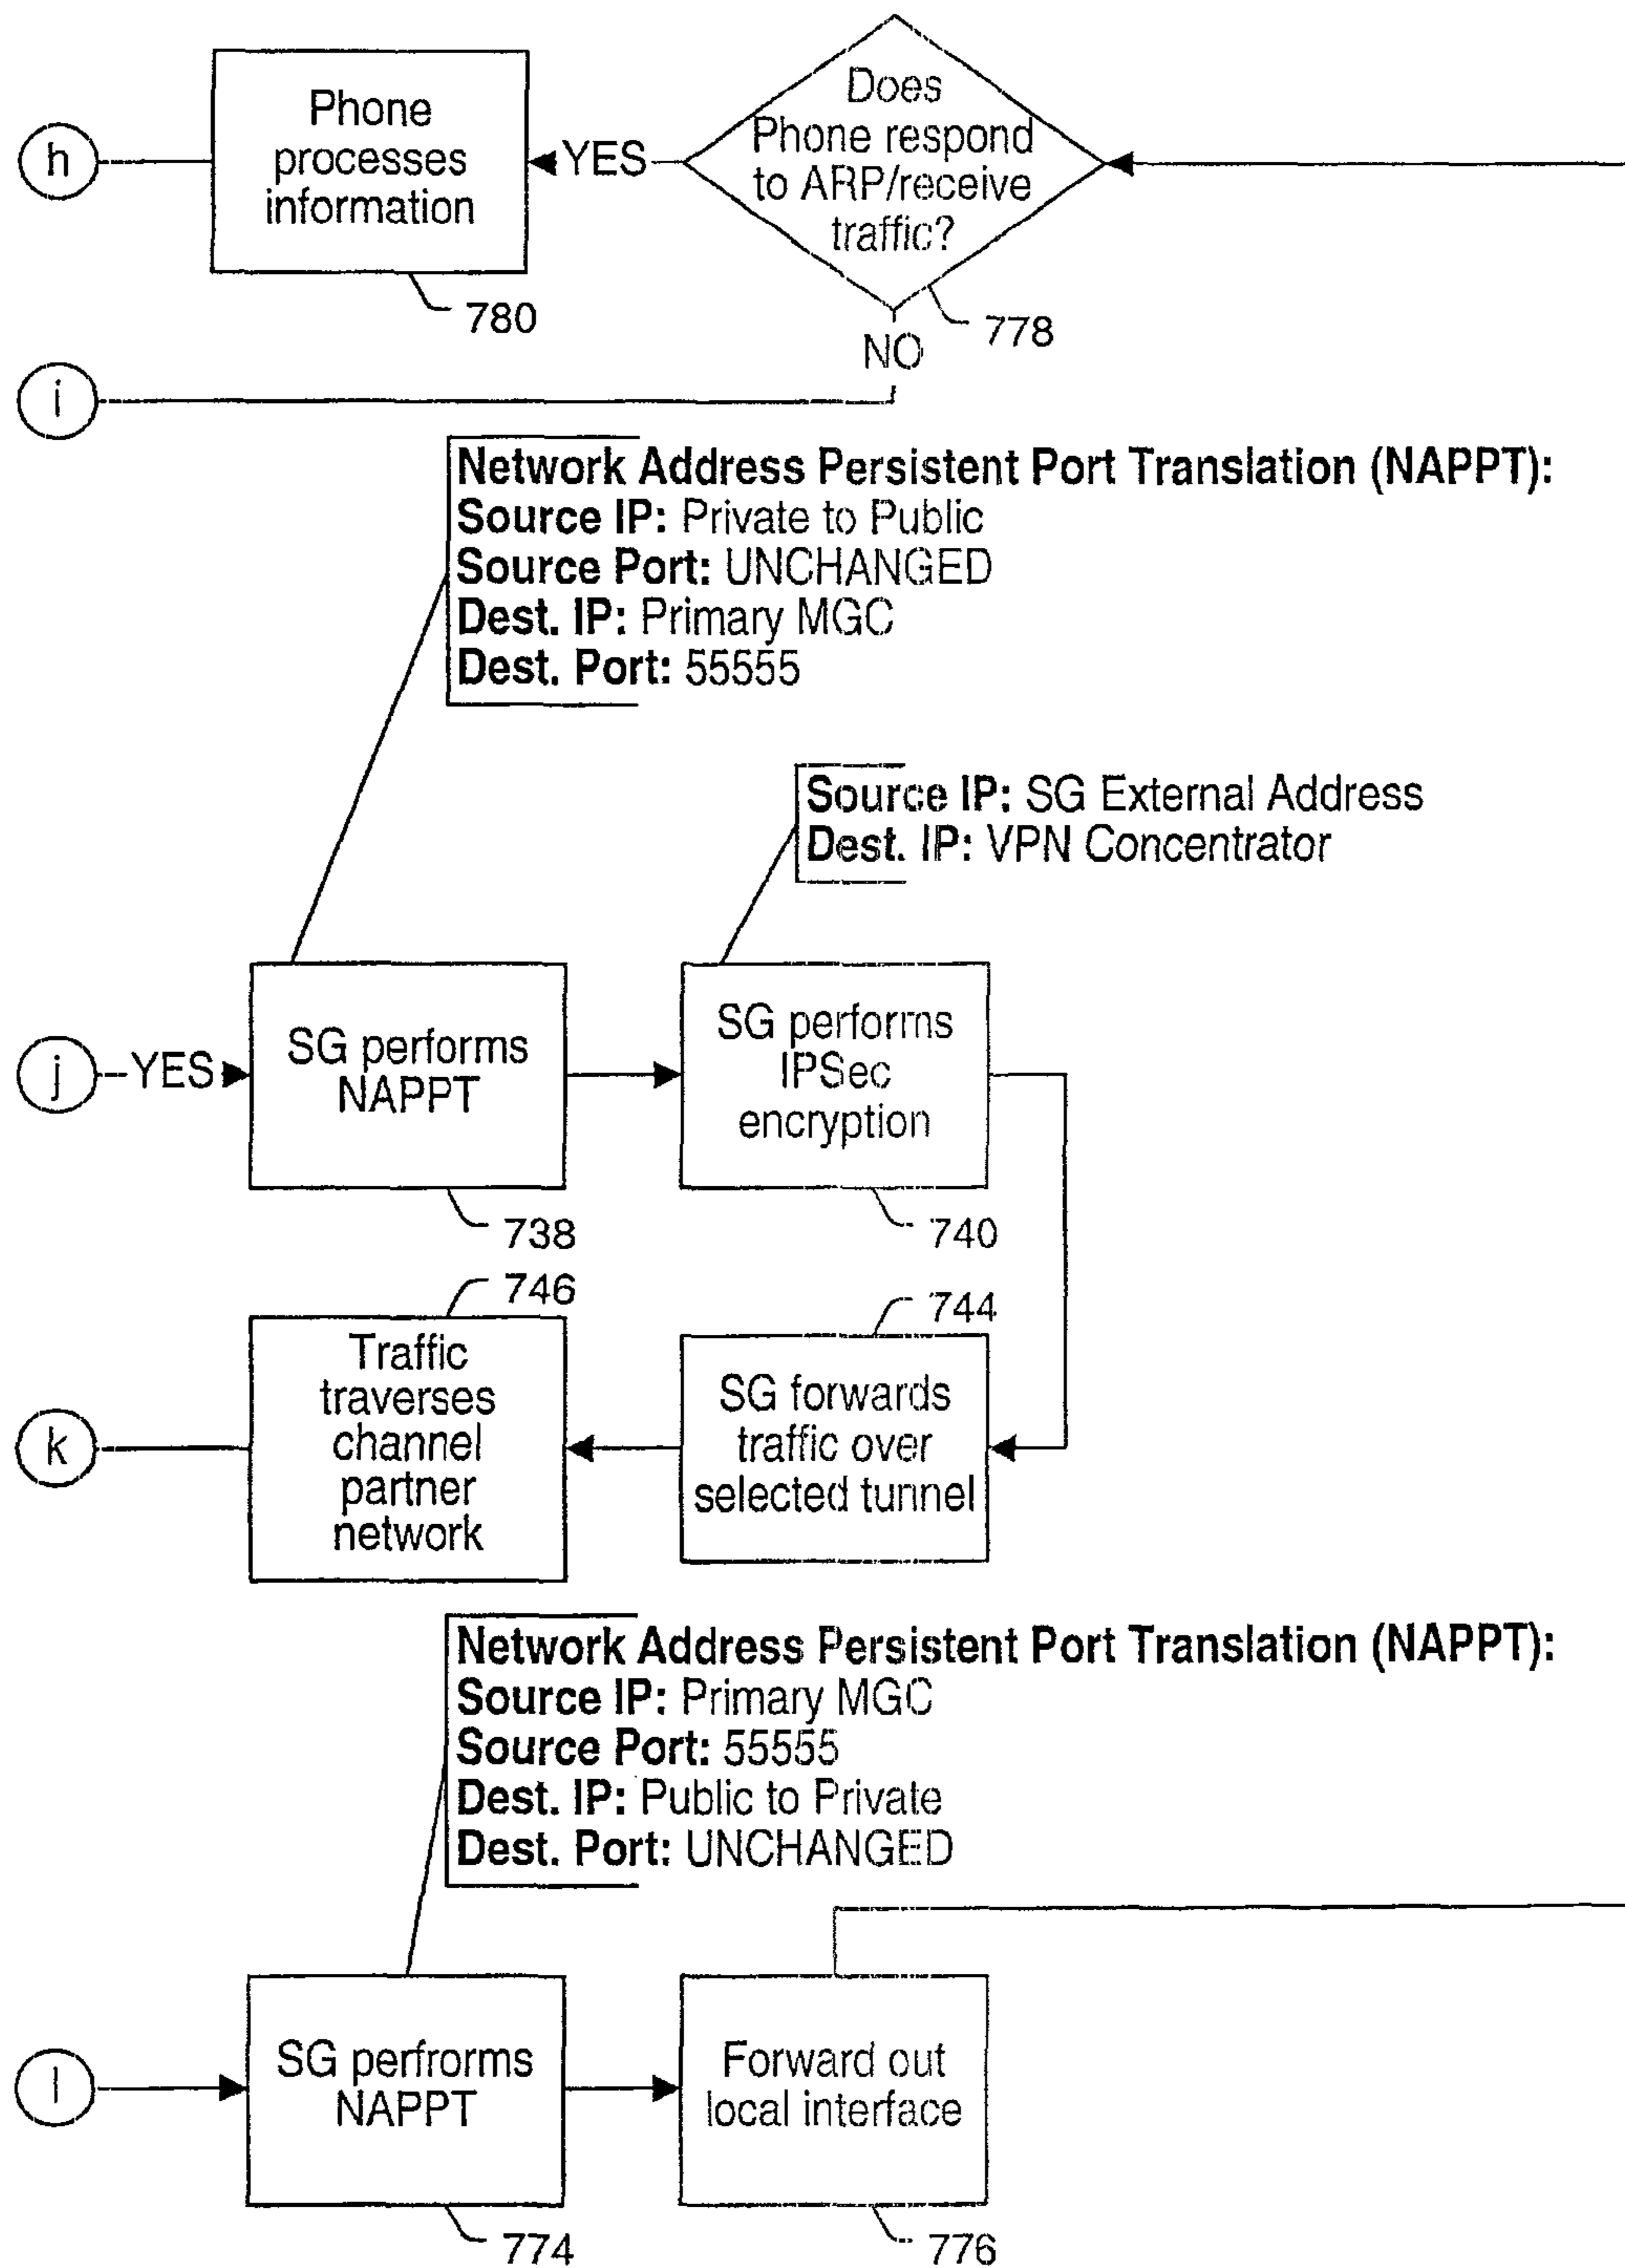 h
Phone
processes
information
780
YES
Does
Phone respond
to ARP/receive
traffic?
778
NO
i
Network Address Persistent Port Translation (NAPPT):
Source IP: Private to Public
Source Port: UNCHANGED
Dest. IP: Primary MGC
Dest. Port: 55555
Source IP: SG External Address
Dest. IP: VPN Concentrator
j
YES
SG performs
NAPPT
738
SG performs
IPSec
encryption
740
746
Traffic
traverses
channel
partner
network
k
744
SG forwards
traffic over
selected tunnel
Network Address Persistent Port Translation (NAPPT):
Source IP: Primary MGC
Source Port: 55555
Dest. IP: Public to Private
Dest. Port: UNCHANGED
l
SG perfrorms
NAPPT
774
Forward out
local interface
776